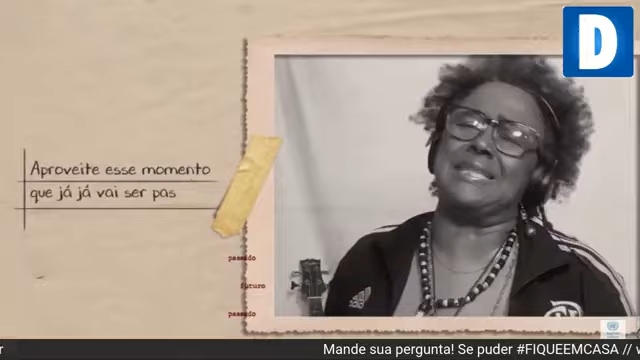 D
Aproveite esse momento
que já já vai ser pas
passado
futuro
passado
r
Mande sua pergunta! Se puder #FIQUEEMCASA // v